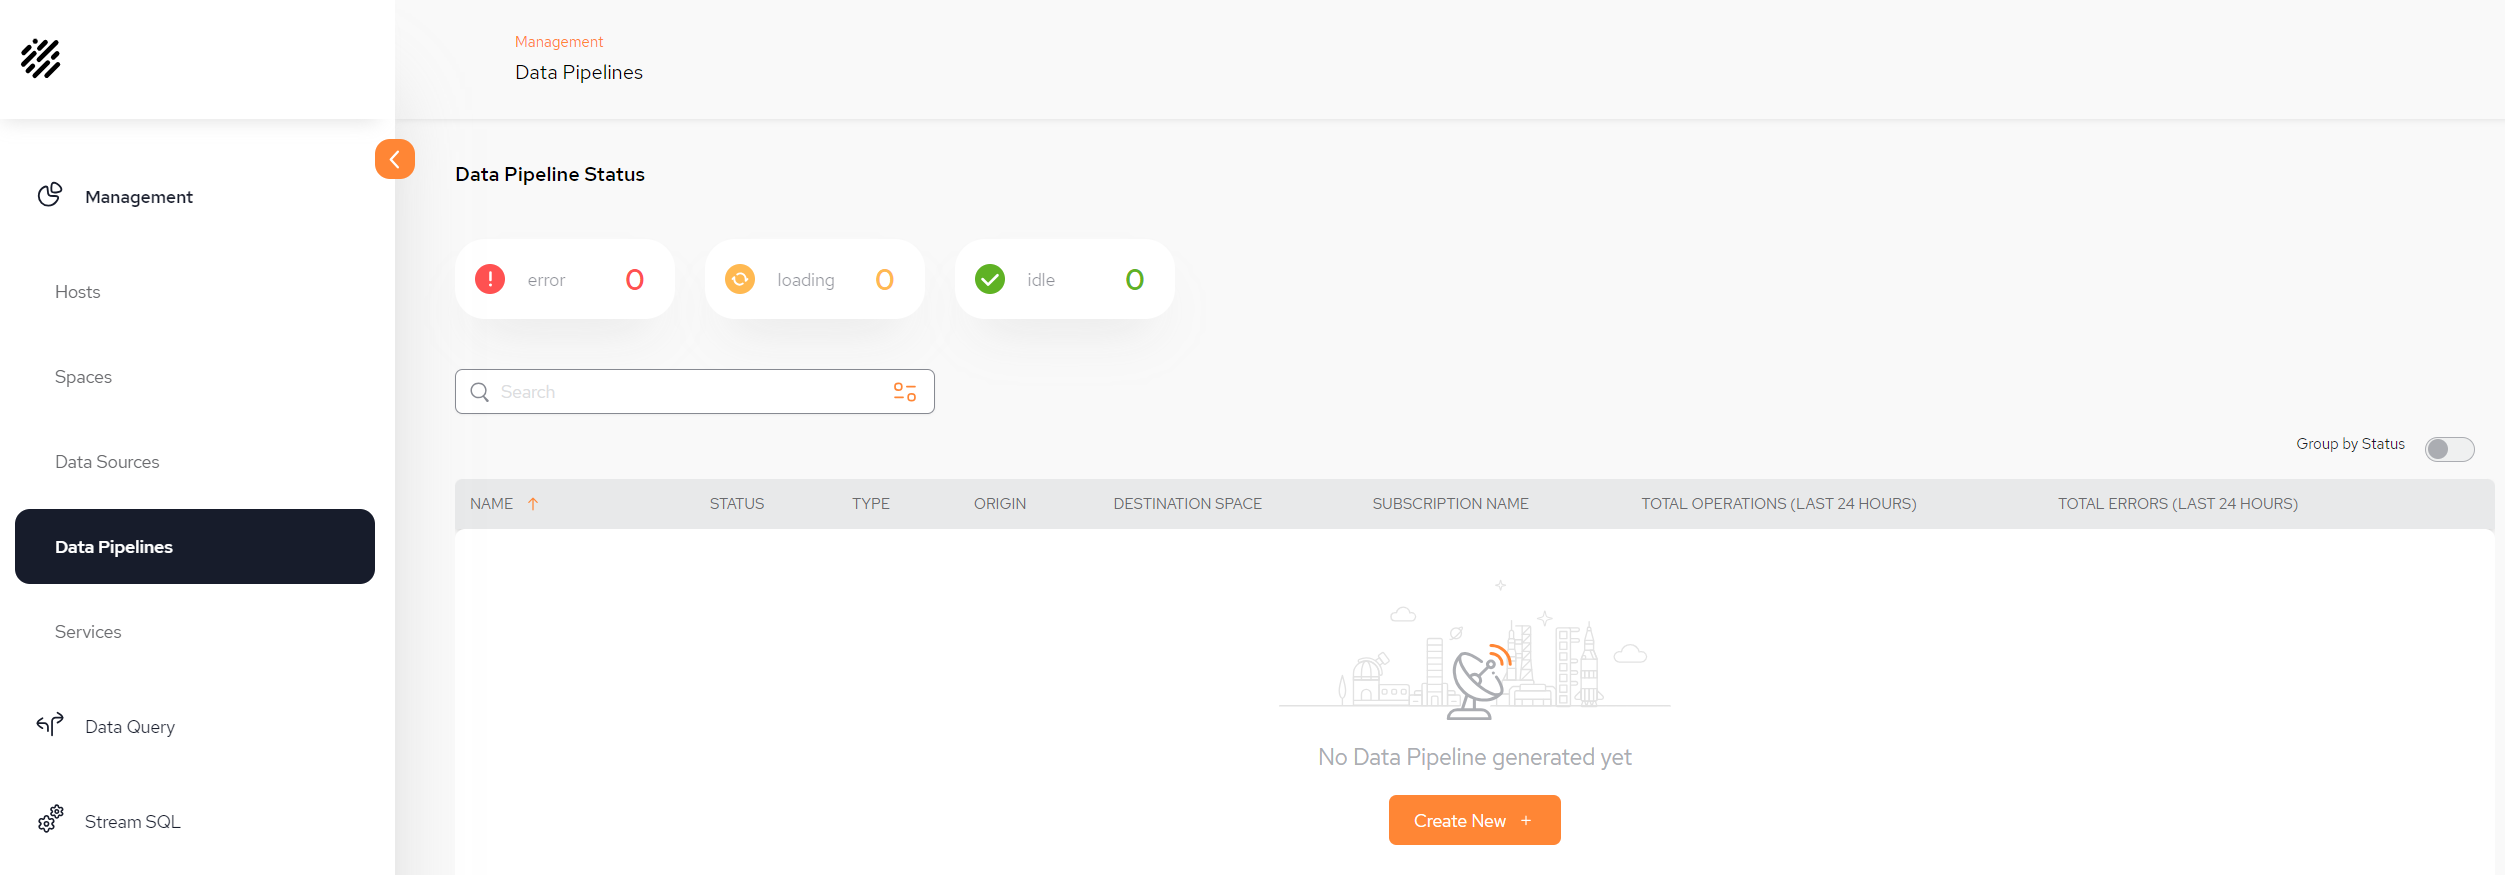 Management
Data Pipelines
Management
Hosts
Spaces
Data Sources
Data Pipelines
Services
Data Query
Stream SQL
Data Pipeline Status
error 0
loading 0
idle 0
Search
Group by Status
NAME STATUS TYPE ORIGIN DESTINATION SPACE SUBSCRIPTION NAME TOTAL OPERATIONS (LAST 24 HOURS) TOTAL ERRORS (LAST 24 HOURS)
No Data Pipeline generated yet
Create New +